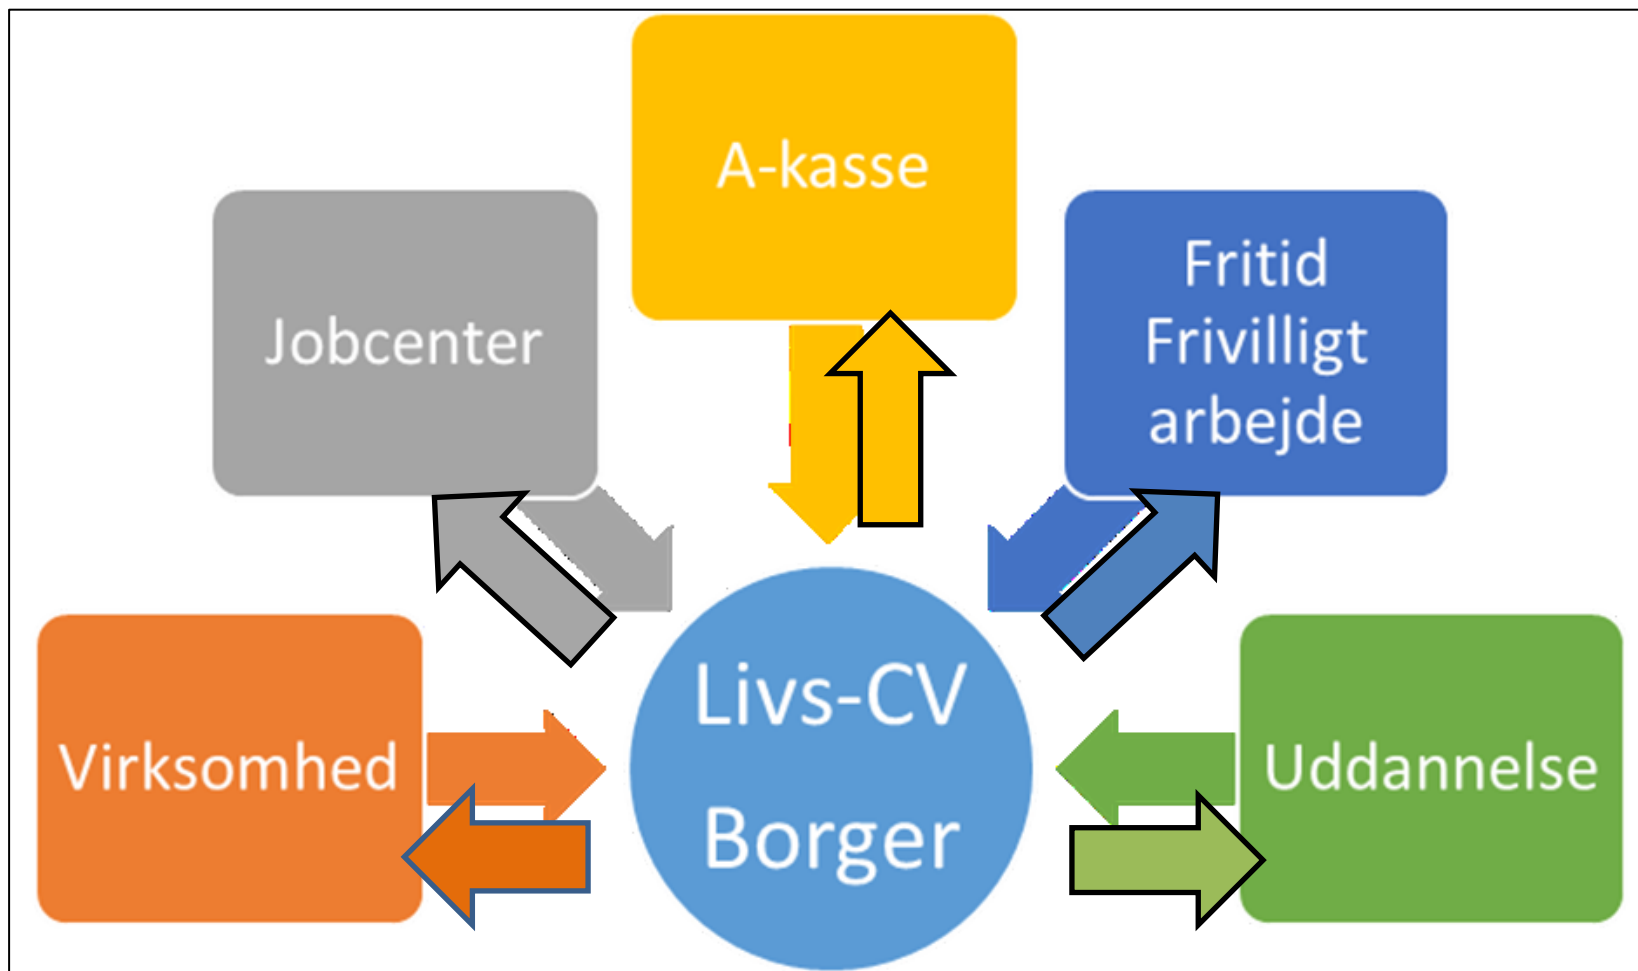 A-kasse
Jobcenter
Fritid
Frivilligt
arbejde
Virksomhed
Livs-CV
Borger
Uddannelse